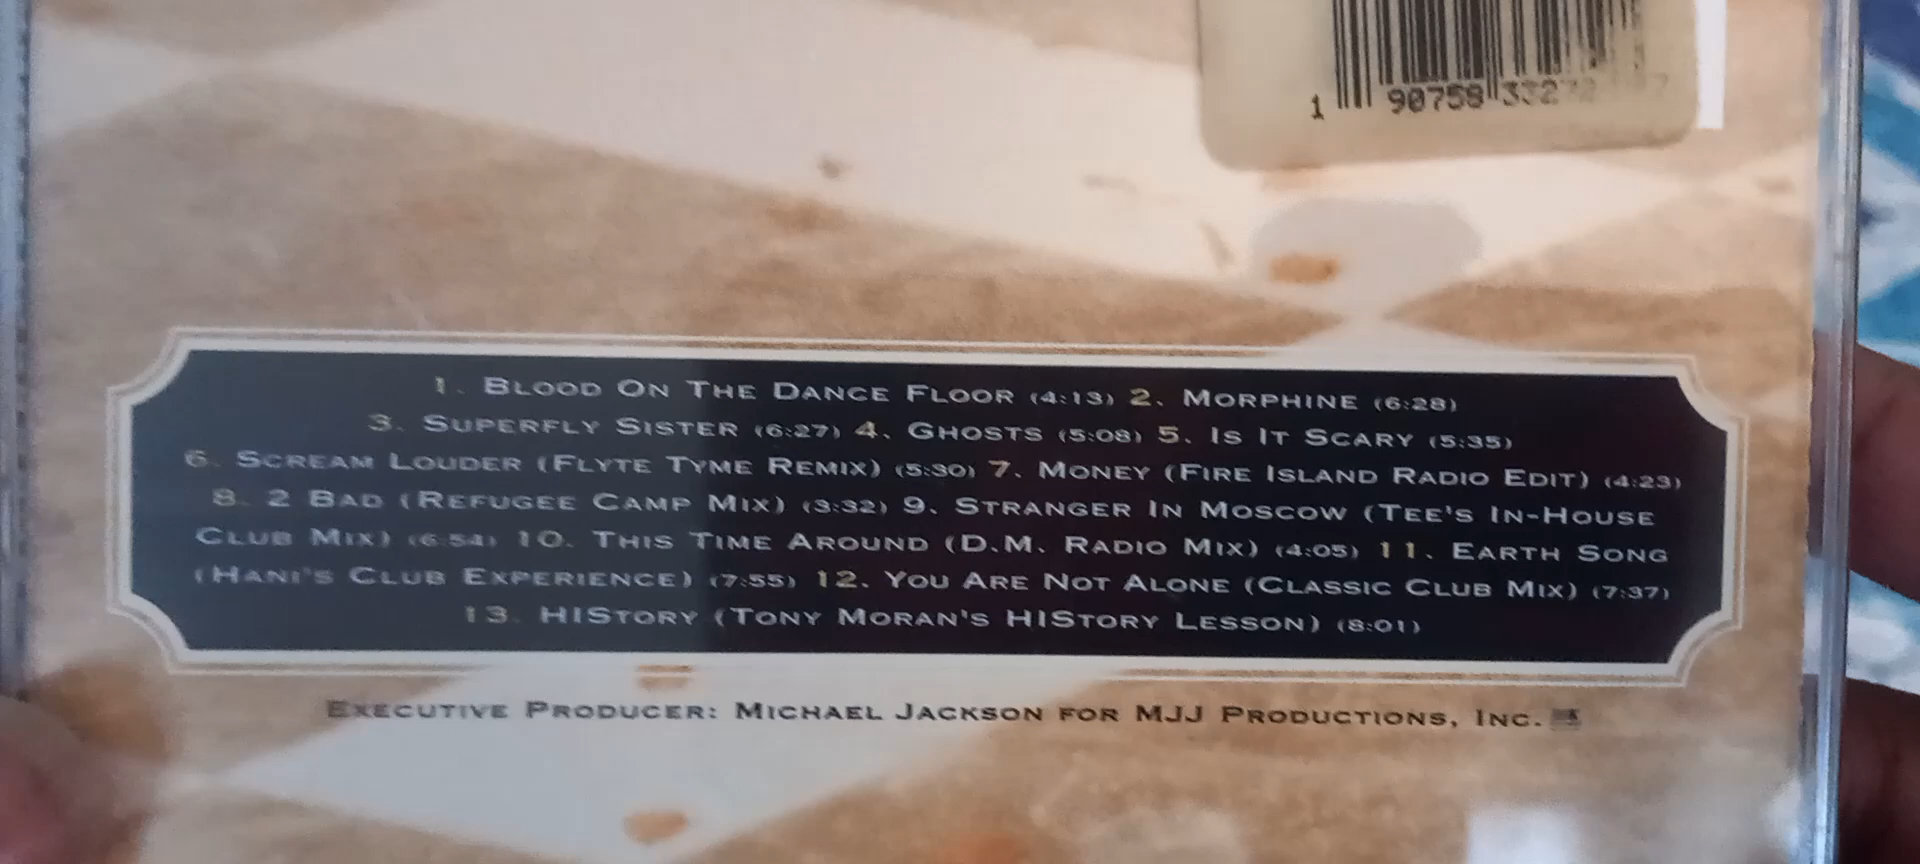 1 90758 332
1. BLOOD ON THE DANCE FLOOR (4:13) 2. MORPHINE (6:28)
3. SUPERFLY SISTER (6:27) 4. GHOSTS (5:08) 5. IS IT SCARY (5:35)
6. SCREAM LOUDER (FLYTE TYME REMIX) (5:30) 7. MONEY (FIRE ISLAND RADIO EDIT) (4:23)
8. 2 BAD (REFUGEE CAMP MIX) (3:32) 9. STRANGER IN MOSCOW (TEE'S IN-HOUSE
CLUB MIX) (6:54) 10. THIS TIME AROUND (D.M. RADIO MIX) (4:05) 11. EARTH SONG
(HANI'S CLUB EXPERIENCE) (7:55) 12. YOU ARE NOT ALONE (CLASSIC CLUB MIX) (7:37)
13. HISTORY (TONY MORAN'S HISTORY LESSON) (8:01)
EXECUTIVE PRODUCER: MICHAEL JACKSON FOR MJJ PRODUCTIONS, INC.